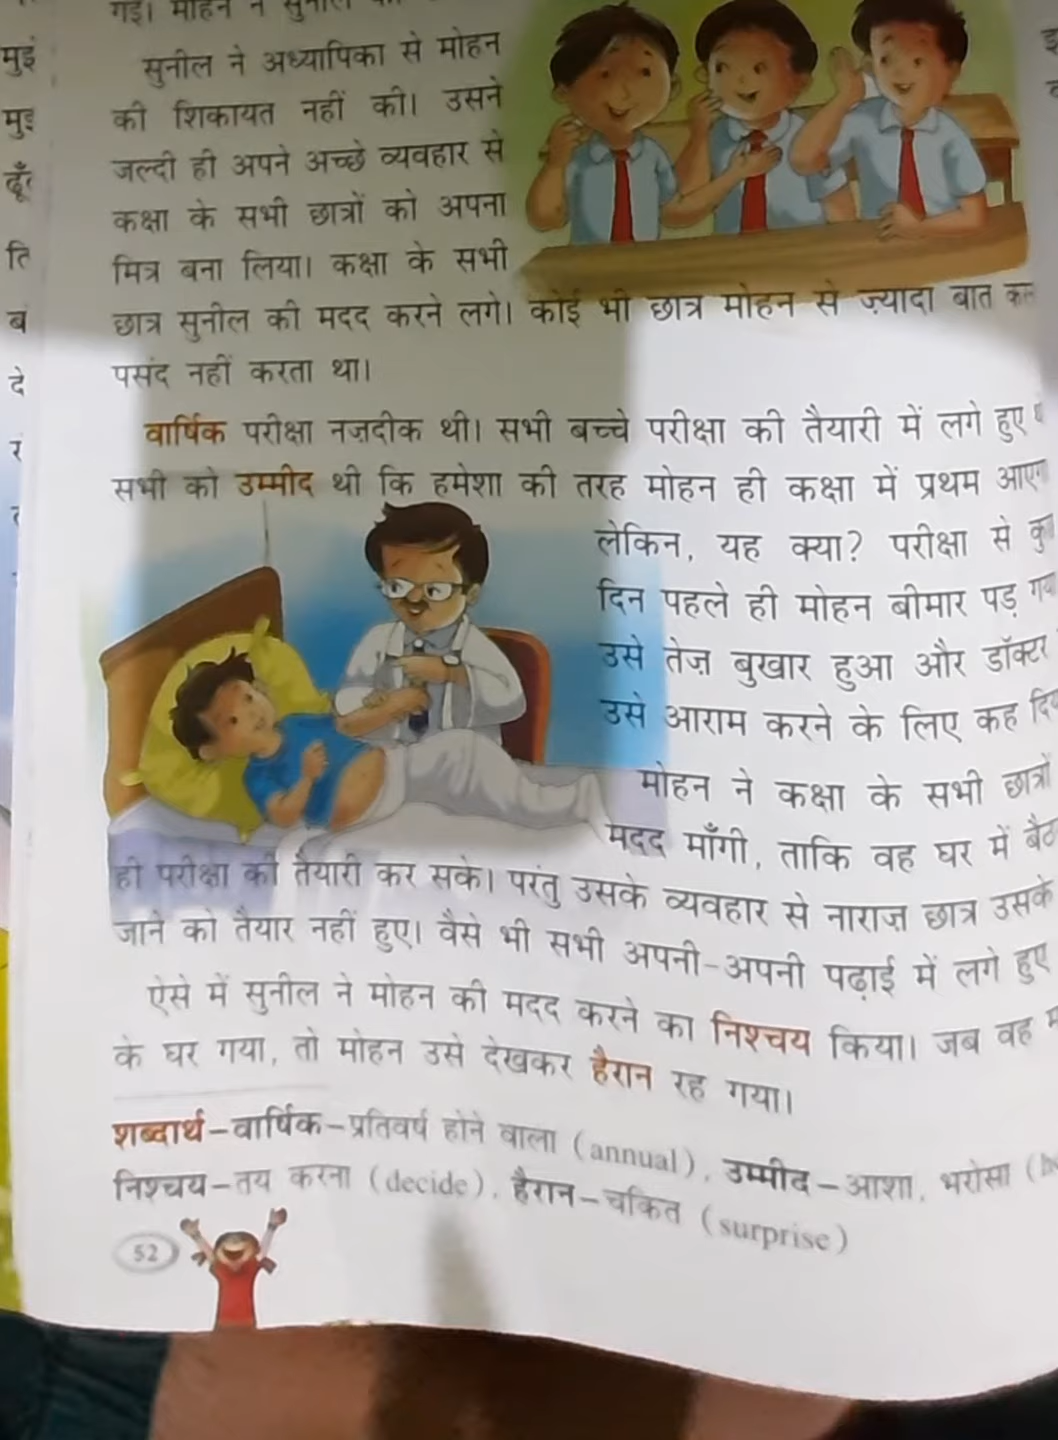 गई। मोहन ने
सुनील ने अध्यापिका से मोहन
की शिकायत नहीं की। उसने
जल्दी ही अपने अच्छे व्यवहार से
कक्षा के सभी छात्रों को अपना
मित्र बना लिया। कक्षा के सभी
छात्र सुनील की मदद करने लगे। कोई भी छात्र मोहन से ज़्यादा बात
पसंद नहीं करता था।
वार्षिक परीक्षा नज़दीक थी। सभी बच्चे परीक्षा की तैयारी में लगे हुए
सभी को उम्मीद थी कि हमेशा की तरह मोहन ही कक्षा में प्रथम
लेकिन, यह क्या? परीक्षा से
दिन पहले ही मोहन बीमार पड़
उसे तेज़ बुखार हुआ और डॉक्टर
उसे आराम करने के लिए कह
मोहन ने कक्षा के सभी छात्रों
मदद माँगी, ताकि वह घर में
ही परीक्षा की तैयारी कर सके। परंतु उसके व्यवहार से नाराज़ छात्र उसके
जाने को तैयार नहीं हुए। वैसे भी सभी अपनी-अपनी पढ़ाई में लगे हुए
ऐसे में सुनील ने मोहन की मदद करने का निश्चय किया। जब वह
के घर गया, तो मोहन उसे देखकर हैरान रह गया।
शब्दार्थ–वार्षिक–प्रतिवर्ष होने वाला (annual), उम्मीद–आशा, भरोसा
निश्चय–तय करना (decide), हैरान–चकित (surprise)
52